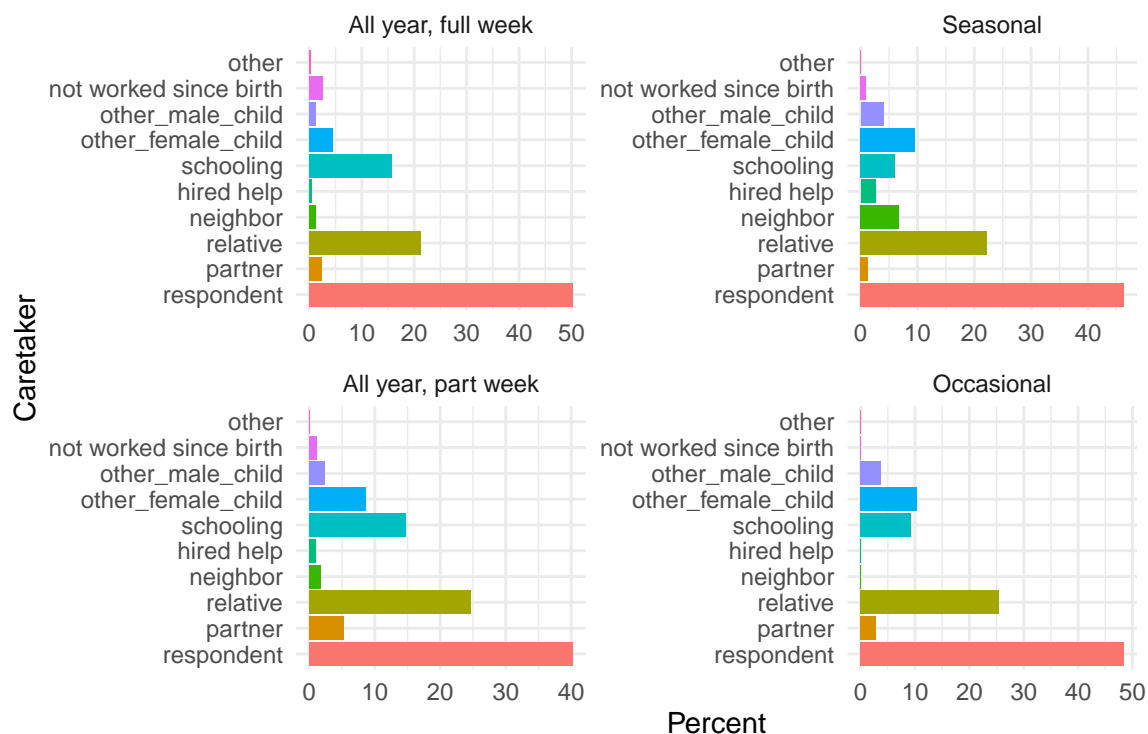 All year, full week
other
not worked since birth
other_male_child
other_female_child
schooling
hired help
neighbor
relative
partner
respondent
0 10 20 30 40 50
Seasonal
other
not worked since birth
other_male_child
other_female_child
schooling
hired help
neighbor
relative
partner
respondent
0 10 20 30 40
Caretaker
All year, part week
other
not worked since birth
other_male_child
other_female_child
schooling
hired help
neighbor
relative
partner
respondent
0 10 20 30 40
Occasional
other
not worked since birth
other_male_child
other_female_child
schooling
hired help
neighbor
relative
partner
respondent
0 10 20 30 40 50
Percent